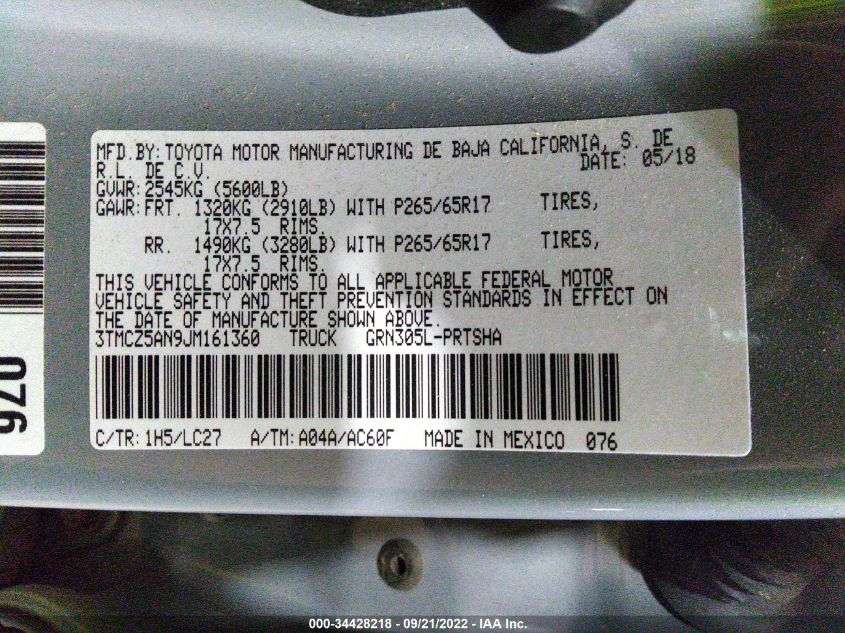 MFD.BY:TOYOTA MOTOR MANUFACTURING DE BAJA CALIFORNIA, S. DE
R.L. DE C.V. DATE: 05/18
GVWR:2545KG (5600LB)
GAWR:FRT. 1320KG (2910LB) WITH P265/65R17 TIRES,
17X7.5 RIMS.
RR. 1490KG (3280LB) WITH P265/65R17 TIRES,
17X7.5 RIMS.
THIS VEHICLE CONFORMS TO ALL APPLICABLE FEDERAL MOTOR
VEHICLE SAFETY AND THEFT PREVENTION STANDARDS IN EFFECT ON
THE DATE OF MANUFACTURE SHOWN ABOVE.
3TMCZ5AN9JM161360 TRUCK GRN305L-PRTSHA
C/TR:1H5/LC27 A/TM:A04A/AC60F MADE IN MEXICO 076
076
000-34428218 - 09/21/2022 - IAA Inc.